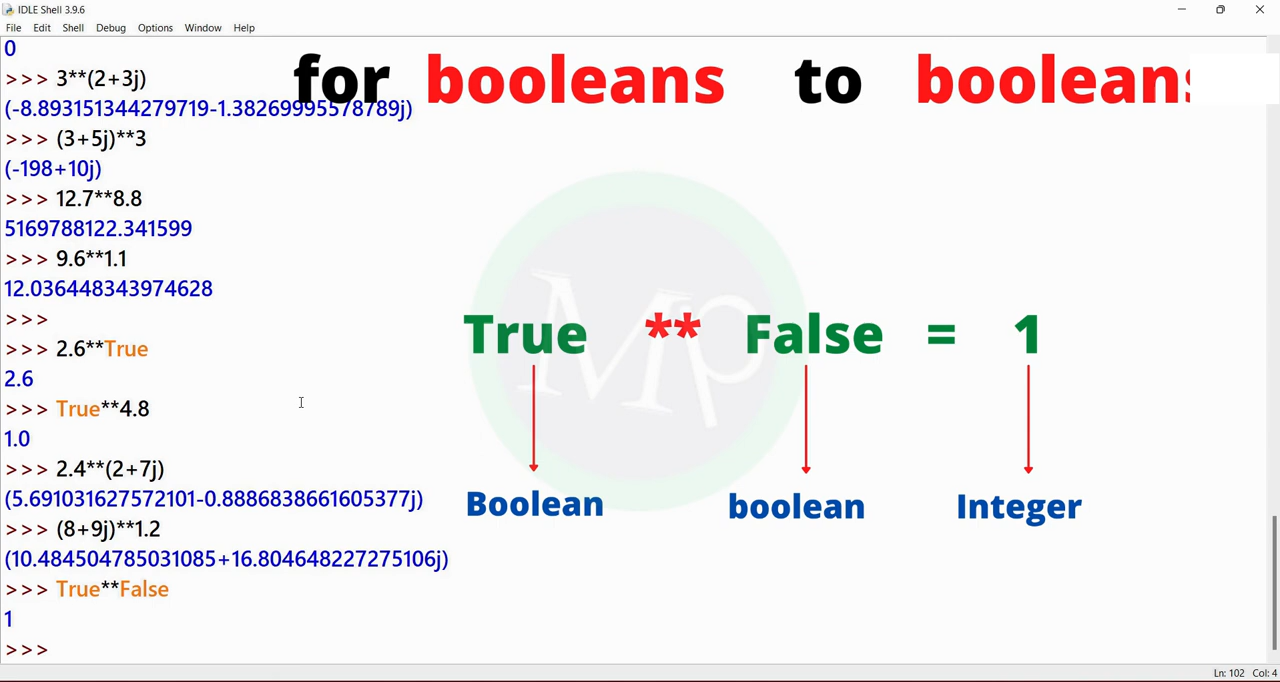 IDLE Shell 3.9.6
File Edit Shell Debug Options Window Help
0
for booleans to booleans
>>> 3**(2+3j)
(-8.893151344279719-1.38269995578789j)
>>> (3+5j)**3
(-198+10j)
>>> 12.7**8.8
5169788122.341599
>>> 9.6**1.1
12.036448343974628
>>>
>>> 2.6**True
2.6
>>> True**4.8
1.0
>>> 2.4**(2+7j)
(5.691031627572101-0.8886838661605377j)
>>> (8+9j)**1.2
(10.484504785031085+16.804648227275106j)
>>> True**False
1
>>>
Mp
True ** False = 1
Boolean boolean Integer
Ln: 102 Col: 4